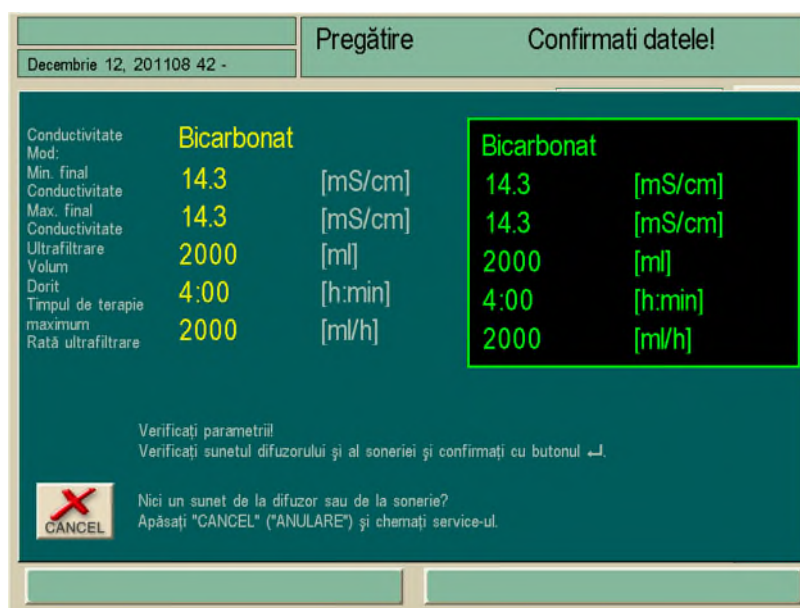 Pregătire
Confirmati datele!
Decembrie 12, 201108 42 -
Conductivitate
Mod:
Bicarbonat
Bicarbonat
Min. final
Conductivitate
14.3 [mS/cm]
14.3 [mS/cm]
Max. final
Conductivitate
14.3 [mS/cm]
14.3 [mS/cm]
Ultrafiltrare
Volum
2000 [ml]
2000 [ml]
Dorit
Timpul de terapie
4:00 [h:min]
4:00 [h:min]
maximum
Rată ultrafiltrare
2000 [ml/h]
2000 [ml/h]
Verificați parametrii!
Verificați sunetul difuzorului și al soneriei și confirmați cu butonul ↵.
CANCEL
Nici un sunet de la difuzor sau de la sonerie?
Apăsați "CANCEL" ("ANULARE") și chemați service-ul.